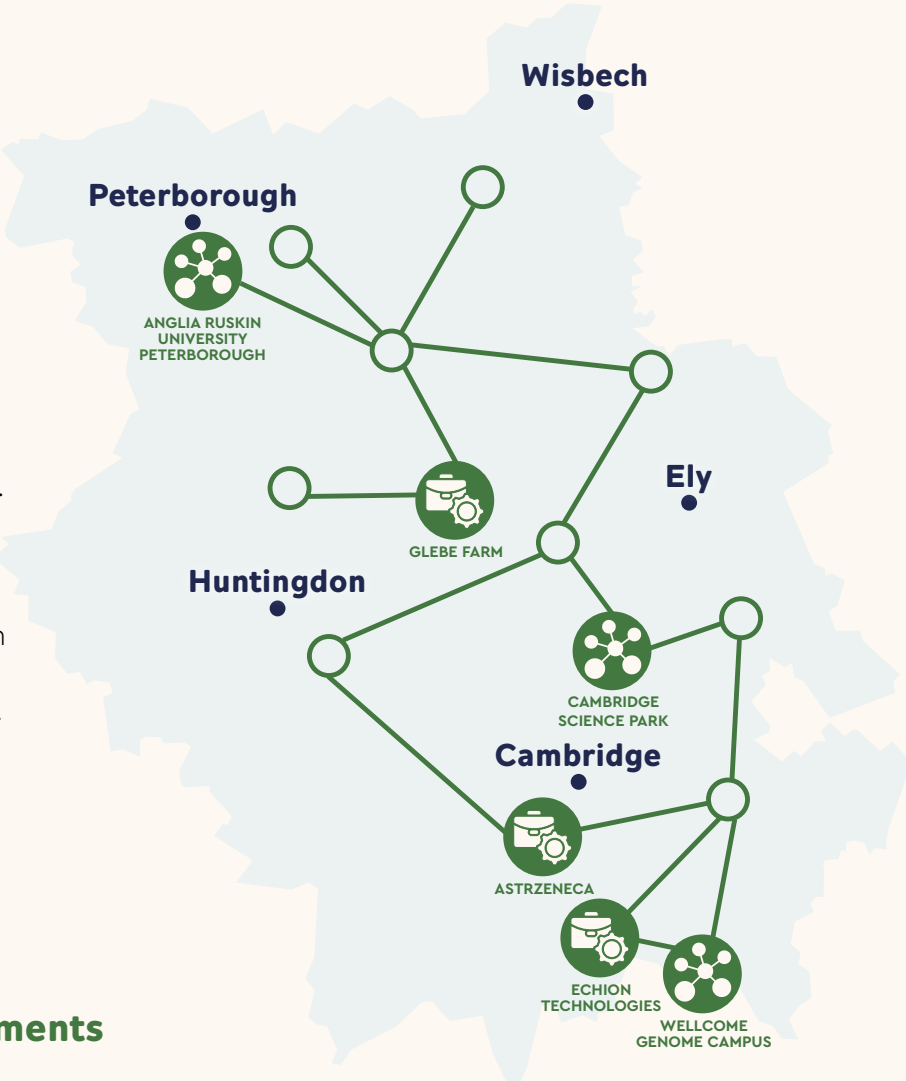 Wisbech
Peterborough
ANGLIA RUSKIN
UNIVERSITY
PETERBOROUGH
Ely
GLEBE FARM
Huntingdon
n
CAMBRIDGE
SCIENCE PARK
Cambridge
ASTRZENECA
ECHION
TECHNOLOGIES
WELLCOME
GENOME CAMPUS
ments